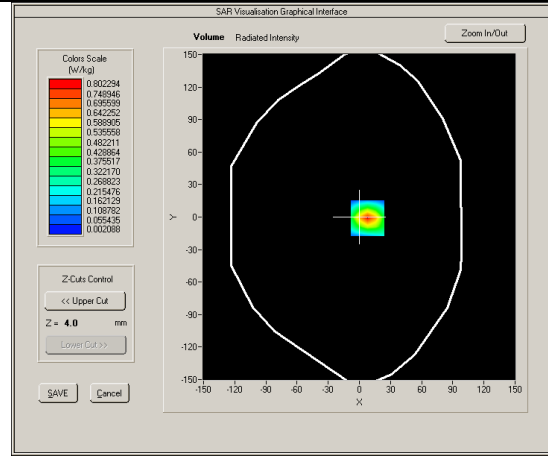 SAR Visualisation Graphical Interface
Volume Radiated Intensity
Zoom In/Out
Colors Scale
(W/kg)
0.802294
0.748946
0.695599
0.642252
0.588905
0.535558
0.482211
0.428864
0.375517
0.322170
0.268823
0.215476
0.162129
0.108782
0.055435
0.002088
Z-Cuts Control
<< Upper Cut
Z = 4.0 mm
Lower Cut >>
SAVE Cancel
150
120
90
60
30
0
-30
-60
-90
-120
-150
Y
-150 -120 -90 -60 -30 0 30 60 90 120 150
X